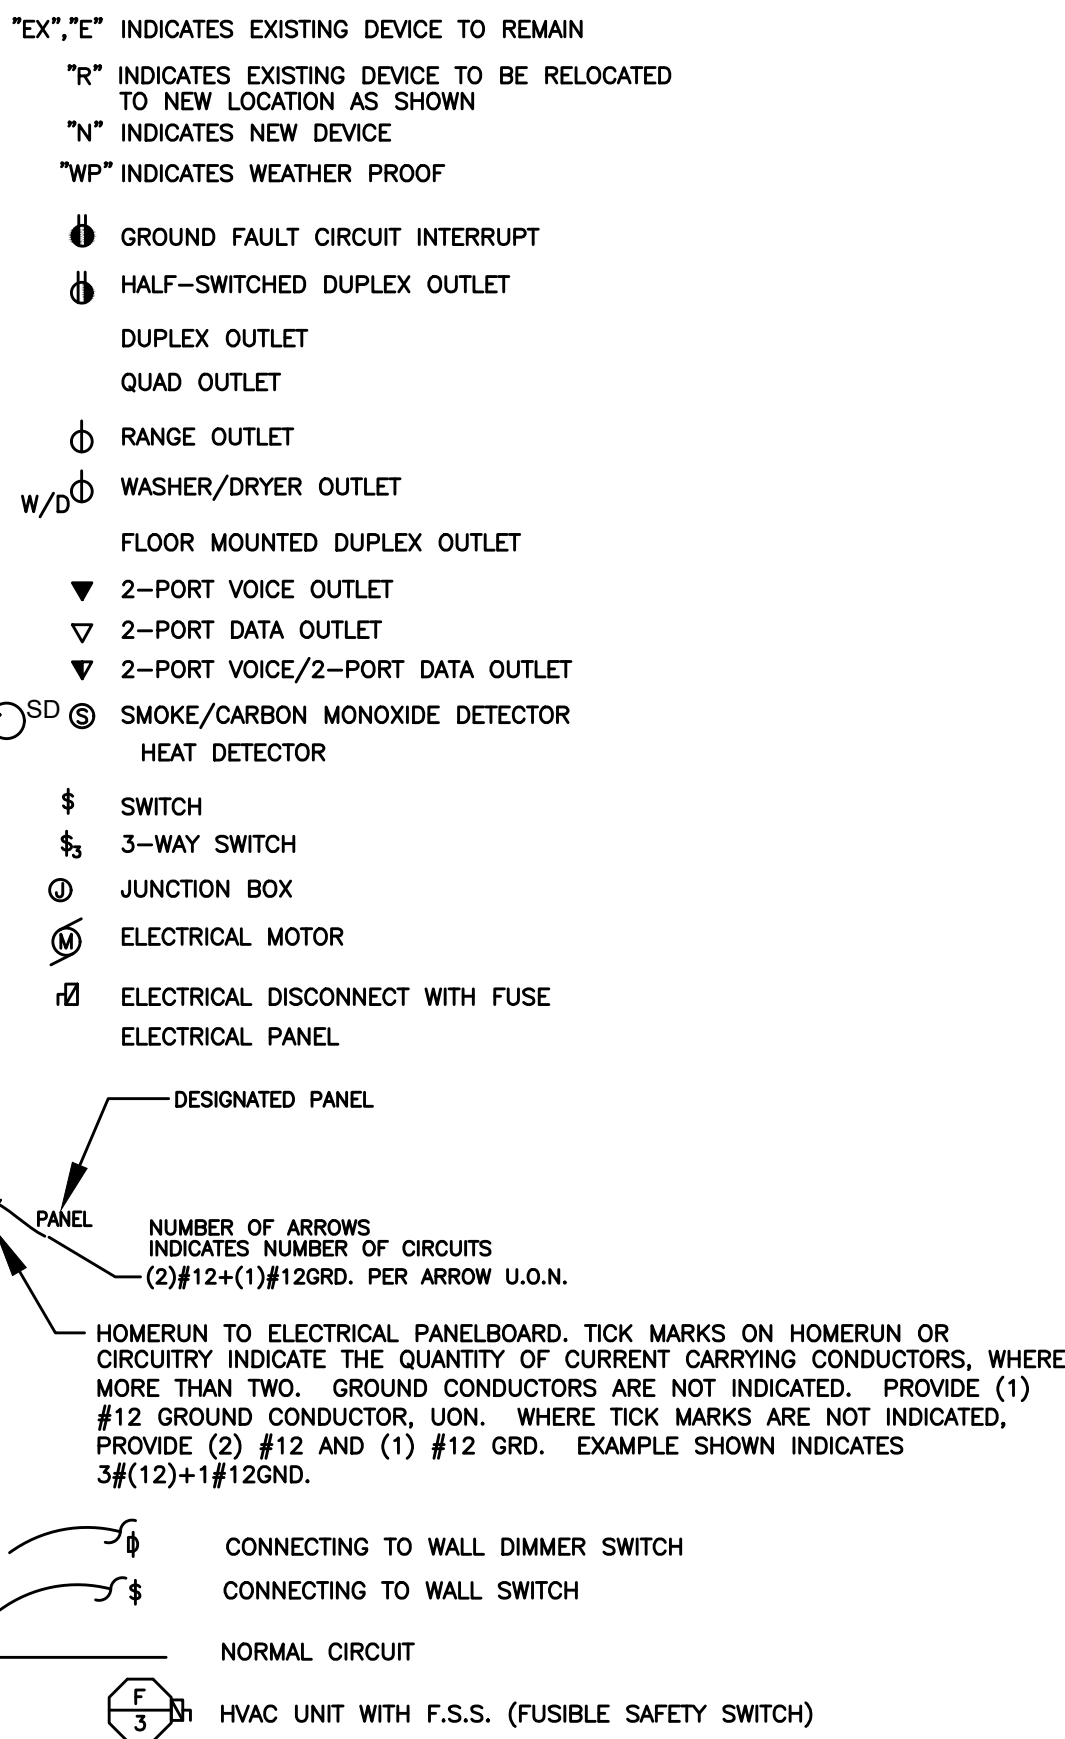 "EX","E" INDICATES EXISTING DEVICE TO REMAIN
"R" INDICATES EXISTING DEVICE TO BE RELOCATED
TO NEW LOCATION AS SHOWN
"N" INDICATES NEW DEVICE
"WP" INDICATES WEATHER PROOF
GROUND FAULT CIRCUIT INTERRUPT
HALF-SWITCHED DUPLEX OUTLET
DUPLEX OUTLET
QUAD OUTLET
RANGE OUTLET
W/D WASHER/DRYER OUTLET
FLOOR MOUNTED DUPLEX OUTLET
2-PORT VOICE OUTLET
2-PORT DATA OUTLET
2-PORT VOICE/2-PORT DATA OUTLET
SD S SMOKE/CARBON MONOXIDE DETECTOR
HEAT DETECTOR
$ SWITCH
$3 3-WAY SWITCH
J JUNCTION BOX
M ELECTRICAL MOTOR
ELECTRICAL DISCONNECT WITH FUSE
ELECTRICAL PANEL
DESIGNATED PANEL
PANEL
NUMBER OF ARROWS
INDICATES NUMBER OF CIRCUITS
(2)#12+(1)#12GRD. PER ARROW U.O.N.
HOMERUN TO ELECTRICAL PANELBOARD. TICK MARKS ON HOMERUN OR
CIRCUITRY INDICATE THE QUANTITY OF CURRENT CARRYING CONDUCTORS, WHERE
MORE THAN TWO. GROUND CONDUCTORS ARE NOT INDICATED. PROVIDE (1)
#12 GROUND CONDUCTOR, UON. WHERE TICK MARKS ARE NOT INDICATED,
PROVIDE (2) #12 AND (1) #12 GRD. EXAMPLE SHOWN INDICATES
3#(12)+1#12GND.
CONNECTING TO WALL DIMMER SWITCH
$ CONNECTING TO WALL SWITCH
NORMAL CIRCUIT
F
3
HVAC UNIT WITH F.S.S. (FUSIBLE SAFETY SWITCH)